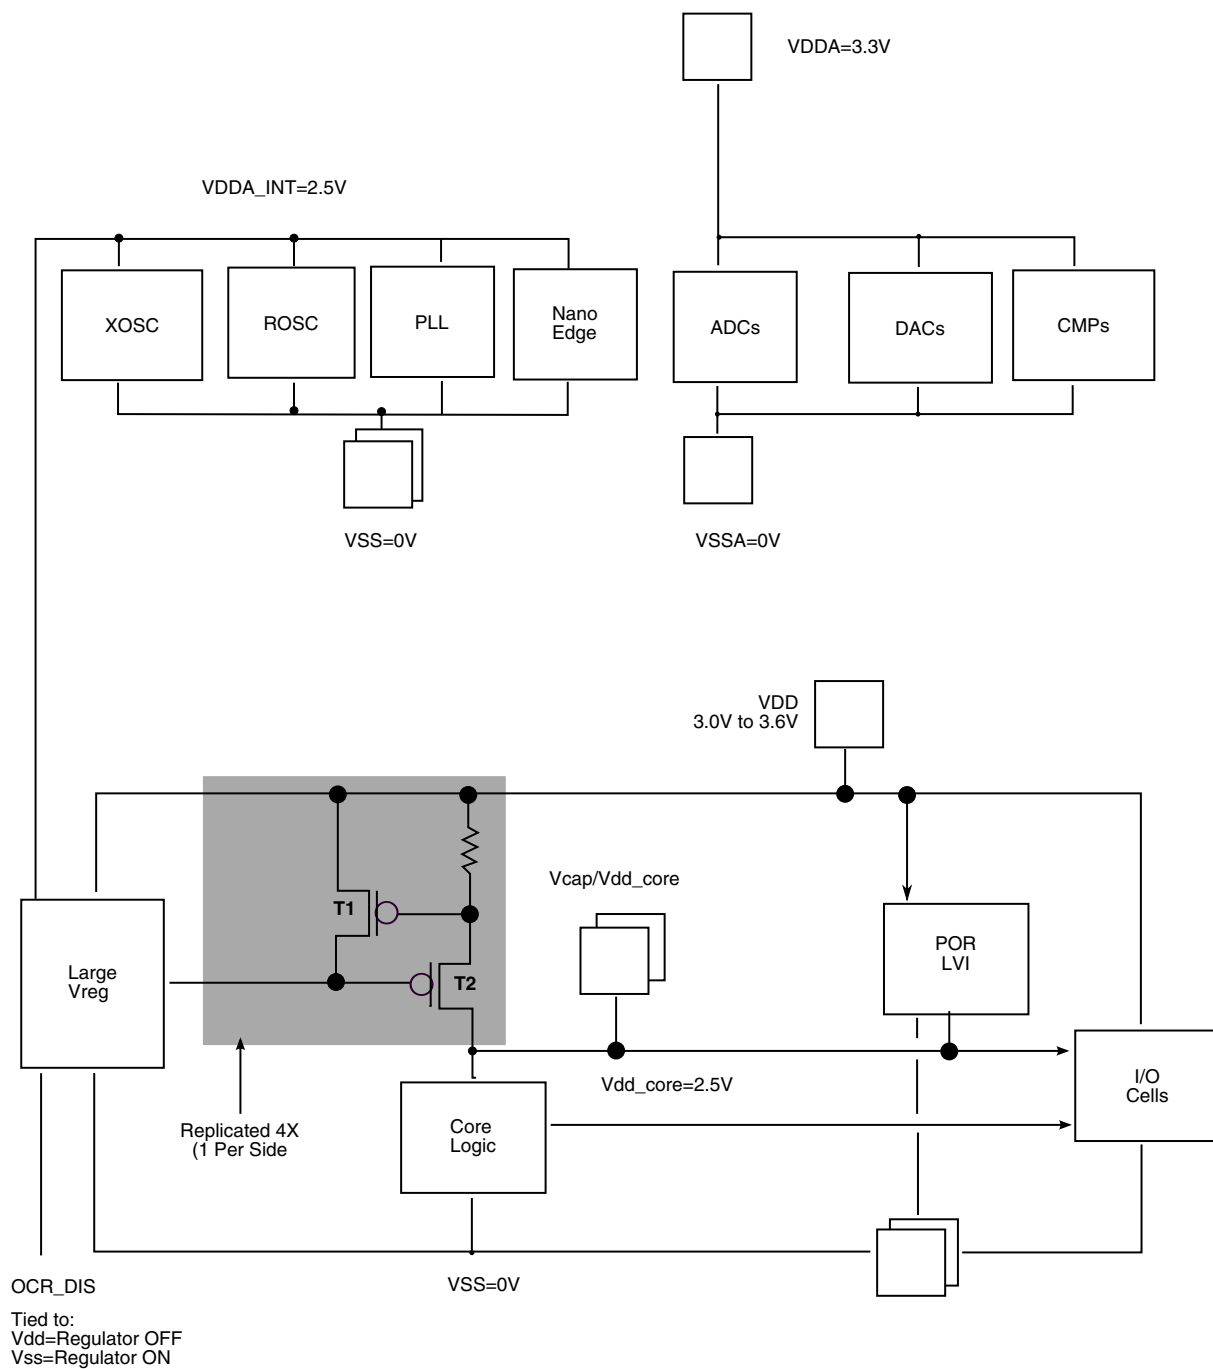 VDDA=3.3V
VDDA_INT=2.5V
XOSC
ROSC
PLL
Nano
Edge
ADCs
DACs
CMPs
VSS=0V
VSSA=0V
VDD
3.0V to 3.6V
T1
Vcap/Vdd_core
POR
LVI
Large
Vreg
T2
Vdd_core=2.5V
I/O
Cells
Replicated 4X
(1 Per Side
Core
Logic
OCR_DIS
VSS=0V
Tied to:
Vdd=Regulator OFF
Vss=Regulator ON